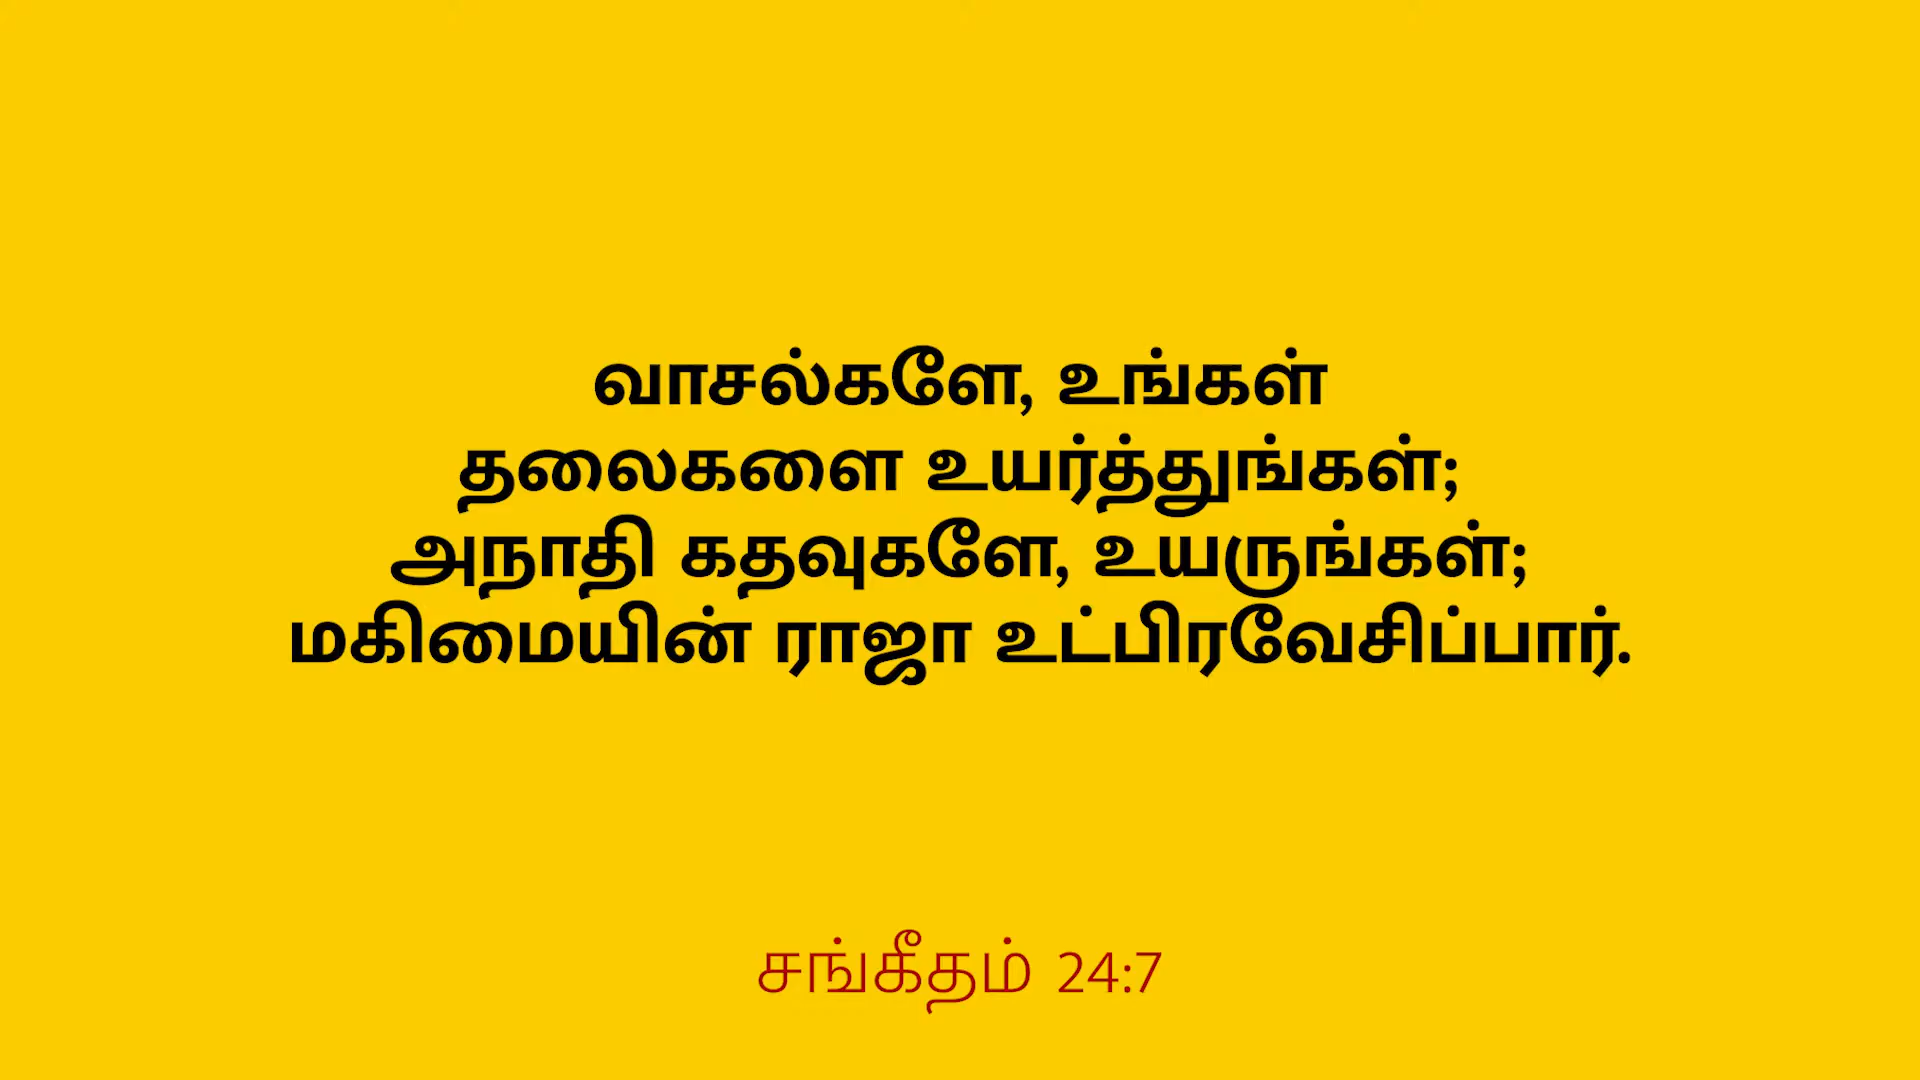 வாசல்களே, உங்கள்
தலைகளை உயர்த்துங்கள்;
அநாதி கதவுகளே, உயருங்கள்;
மகிமையின் ராஜா உட்பிரவேசிப்பார்.
சங்கீதம் 24:7